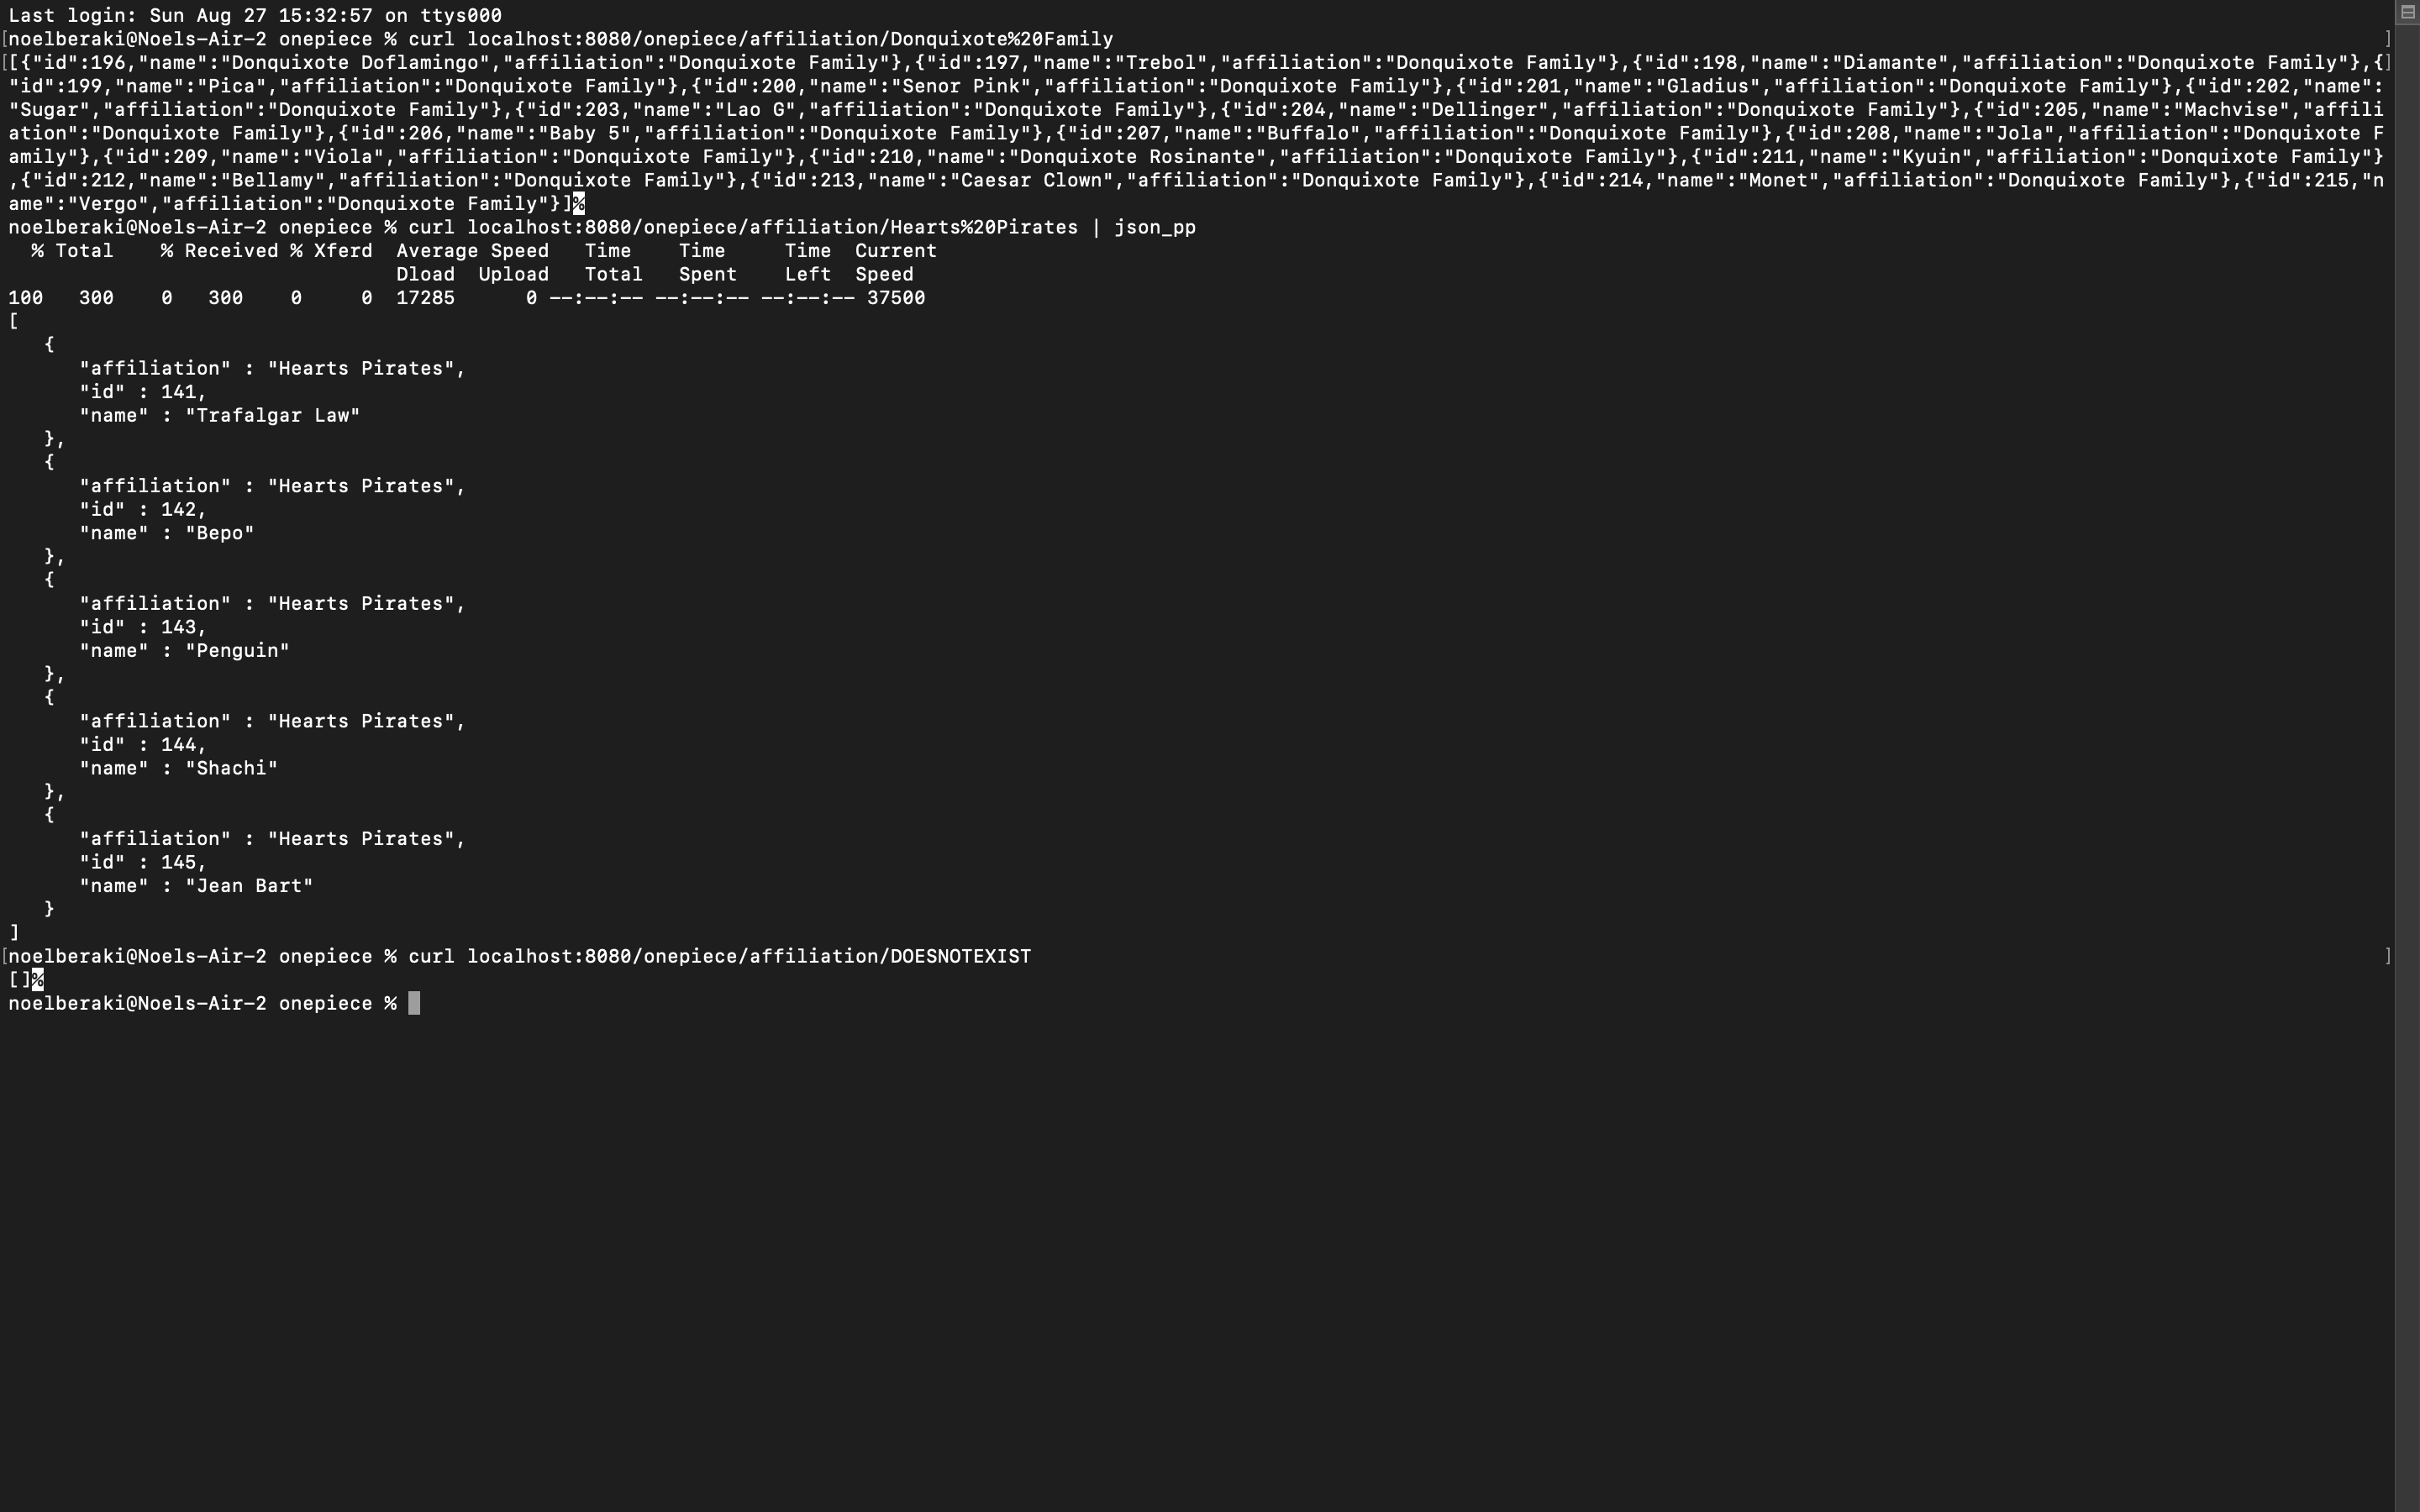 Last login: Sun Aug 27 15:32:57 on ttys000
[noelberaki@Noels-Air-2 onepiece % curl localhost:8080/onepiece/affiliation/Donquixote%20Family ]
[[{"id":196,"name":"Donquixote Doflamingo","affiliation":"Donquixote Family"},{"id":197,"name":"Trebol","affiliation":"Donquixote Family"},{"id":198,"name":"Diamante","affiliation":"Donquixote Family"},{]
"id":199,"name":"Pica","affiliation":"Donquixote Family"},{"id":200,"name":"Senor Pink","affiliation":"Donquixote Family"},{"id":201,"name":"Gladius","affiliation":"Donquixote Family"},{"id":202,"name":
"Sugar","affiliation":"Donquixote Family"},{"id":203,"name":"Lao G","affiliation":"Donquixote Family"},{"id":204,"name":"Dellinger","affiliation":"Donquixote Family"},{"id":205,"name":"Machvise","affili
ation":"Donquixote Family"},{"id":206,"name":"Baby 5","affiliation":"Donquixote Family"},{"id":207,"name":"Buffalo","affiliation":"Donquixote Family"},{"id":208,"name":"Jola","affiliation":"Donquixote F
amily"},{"id":209,"name":"Viola","affiliation":"Donquixote Family"},{"id":210,"name":"Donquixote Rosinante","affiliation":"Donquixote Family"},{"id":211,"name":"Kyuin","affiliation":"Donquixote Family"}
,{"id":212,"name":"Bellamy","affiliation":"Donquixote Family"},{"id":213,"name":"Caesar Clown","affiliation":"Donquixote Family"},{"id":214,"name":"Monet","affiliation":"Donquixote Family"},{"id":215,"n
ame":"Vergo","affiliation":"Donquixote Family"}]%
noelberaki@Noels-Air-2 onepiece % curl localhost:8080/onepiece/affiliation/Hearts%20Pirates | json_pp
  % Total    % Received % Xferd  Average Speed   Time    Time     Time  Current
                                 Dload  Upload   Total   Spent    Left  Speed
100   300    0   300    0     0  17285      0 --:--:-- --:--:-- --:--:-- 37500
[
   {
      "affiliation" : "Hearts Pirates",
      "id" : 141,
      "name" : "Trafalgar Law"
   },
   {
      "affiliation" : "Hearts Pirates",
      "id" : 142,
      "name" : "Bepo"
   },
   {
      "affiliation" : "Hearts Pirates",
      "id" : 143,
      "name" : "Penguin"
   },
   {
      "affiliation" : "Hearts Pirates",
      "id" : 144,
      "name" : "Shachi"
   },
   {
      "affiliation" : "Hearts Pirates",
      "id" : 145,
      "name" : "Jean Bart"
   }
]
[noelberaki@Noels-Air-2 onepiece % curl localhost:8080/onepiece/affiliation/DOESNOTEXIST ]
[]%
noelberaki@Noels-Air-2 onepiece %